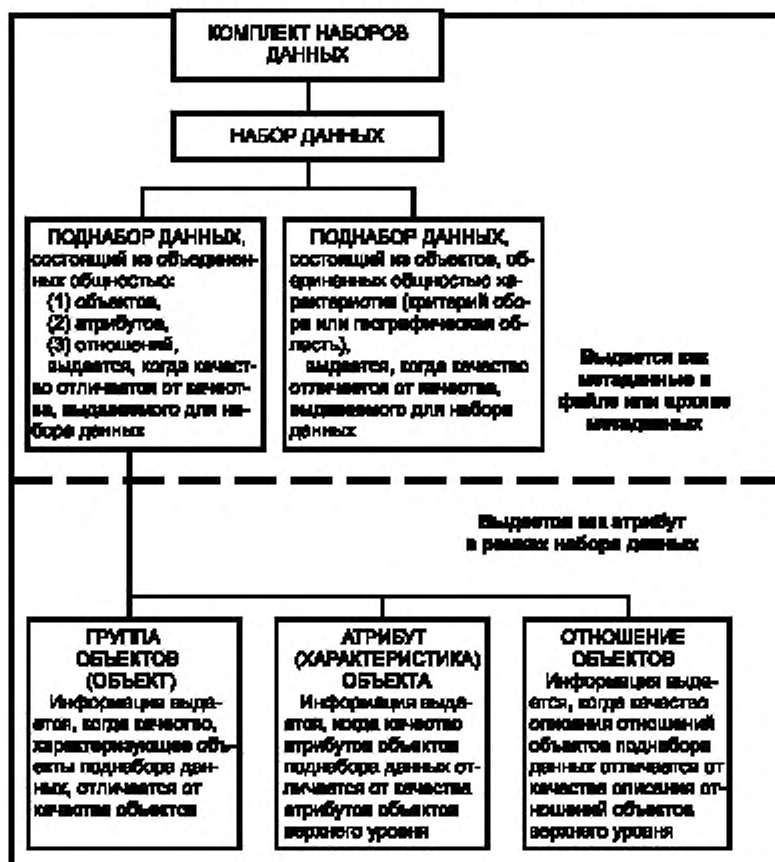 КОМПЛЕКТ НАБОРОВ
ДАННЫХ
НАБОР ДАННЫХ
ПОДНАБОР ДАННЫХ,
состоящий из объединен-
ных общностью:
(1) объектов,
(2) атрибутов,
(3) отношений,
выдается, когда качест-
во отличается от качест-
ва, выдаваемого для на-
бора данных
ПОДНАБОР ДАННЫХ,
состоящий из объектов, объ-
единенных общностью ха-
рактеристик (критерий сбо-
ра или географическая об-
ласть),
выдается, когда качество
отличается от качества,
выдаваемого для набора
данных
Выдается как
метаданные в
файле или архиве
метаданных
Выдается как атрибут
в рамках набора данных
ГРУППА
ОБЪЕКТОВ
(ОБЪЕКТ)
Информация выда-
ется, когда качество,
характеризующее объ-
екты поднабора дан-
ных, отличается от
качества объектов
АТРИБУТ
(ХАРАКТЕРИСТИКА)
ОБЪЕКТА
Информация выда-
ется, когда качество
атрибутов объектов
поднабора данных от-
личается от качества
атрибутов объектов
верхнего уровня
ОТНОШЕНИЕ
ОБЪЕКТОВ
Информация выда-
ется, когда качество
описания отношений
объектов поднабора
данных отличается от
качества описания от-
ношений объектов
верхнего уровня